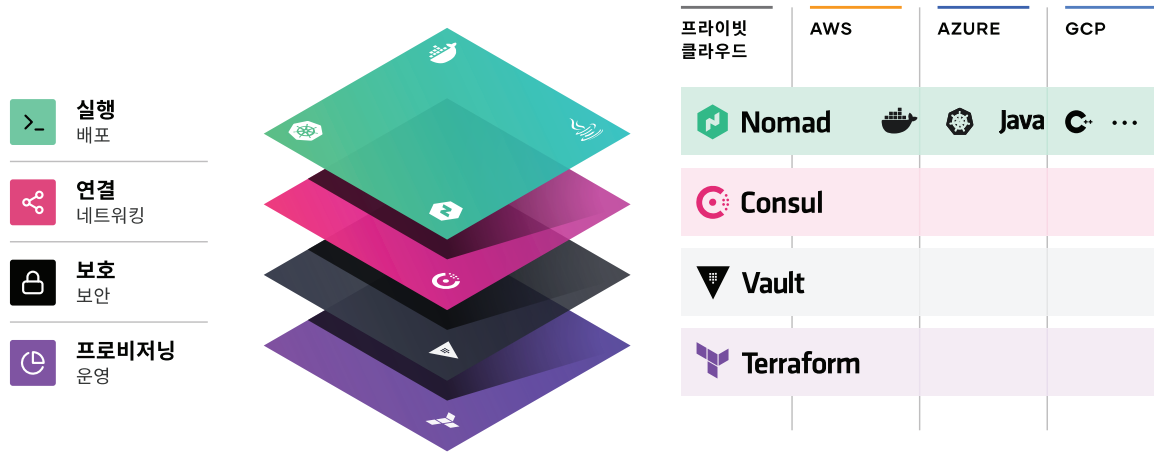 실행
배포
연결
네트워킹
보호
보안
프로비저닝
운영
프라이빗
클라우드
AWS
AZURE
GCP
Nomad Java C++ ...
Consul
Vault
Terraform